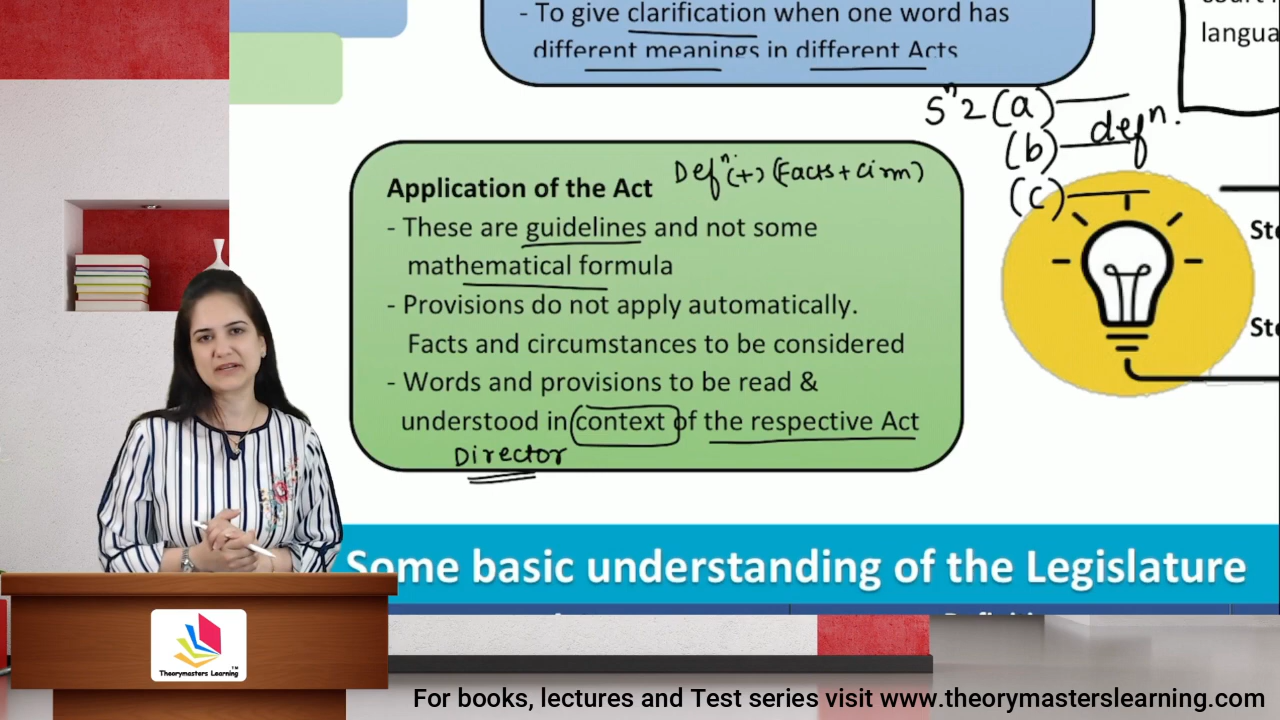 - To give clarification when one word has
different meanings in different Acts
langua
Sⁿ 2 (a)
(b) defⁿ.
(c)
Application of the Act Defⁿ (+) (Facts + Cirm)
- These are guidelines and not some
mathematical formula
- Provisions do not apply automatically.
Facts and circumstances to be considered
- Words and provisions to be read &
understood in context of the respective Act
Director
Some basic understanding of the Legislature
Theorymasters Learning™
For books, lectures and Test series visit www.theorymasterslearning.com